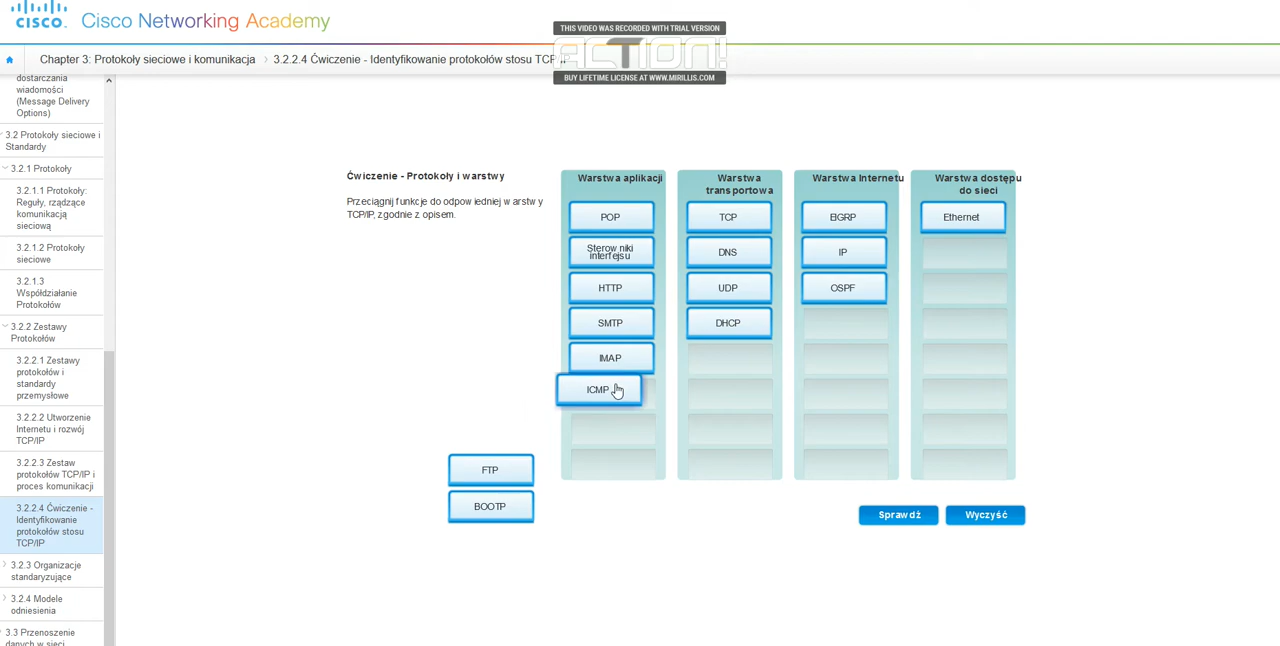 cisco. Cisco Networking Academy
THIS VIDEO WAS RECORDED WITH TRIAL VERSION
ACTION!
BUY LIFETIME LICENSE AT WWW.MIRILLIS.COM
Chapter 3: Protokoły sieciowe i komunikacja
3.2.2.4 Ćwiczenie - Identyfikowanie protokołów stosu TCP/IP
dostarczania
wiadomości
(Message Delivery
Options)
3.2 Protokoły sieciowe i
Standardy
3.2.1 Protokoły
3.2.1.1 Protokoły:
Reguły, rządzące
komunikacją
sieciową
3.2.1.2 Protokoły
sieciowe
3.2.1.3
Współdziałanie
Protokołów
3.2.2 Zestawy
Protokołów
3.2.2.1 Zestawy
protokołów i
standardy
przemysłowe
3.2.2.2 Utworzenie
Internetu i rozwój
TCP/IP
3.2.2.3 Zestaw
protokołów TCP/IP i
proces komunikacji
3.2.2.4 Ćwiczenie -
Identyfikowanie
protokołów stosu
TCP/IP
3.2.3 Organizacje
standaryzujące
3.2.4 Modele
odniesienia
3.3 Przenoszenie
danych w sieci
Ćwiczenie - Protokoły i warstwy
Przeciągnij funkcje do odpowiedniej warstwy
TCP/IP, zgodnie z opisem.
Warstwa aplikacji
POP
Sterowniki
interfejsu
HTTP
SMTP
IMAP
ICMP
Warstwa
transportowa
TCP
DNS
UDP
DHCP
Warstwa Internetu
EIGRP
IP
OSPF
Warstwa dostępu
do sieci
Ethernet
FTP
BOOTP
Sprawdź
Wyczyść